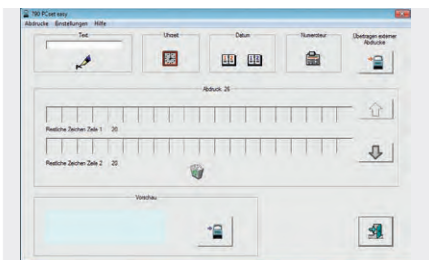 790 PCset easy
Abdrucke Einstellungen Hilfe
Text
Uhrzeit
Datum
Numeroteur
Übertragen externer
Abdrucke
Abdruck: 26
Restliche Zeichen Zeile 1 20
Restliche Zeichen Zeile 2 20
Vorschau